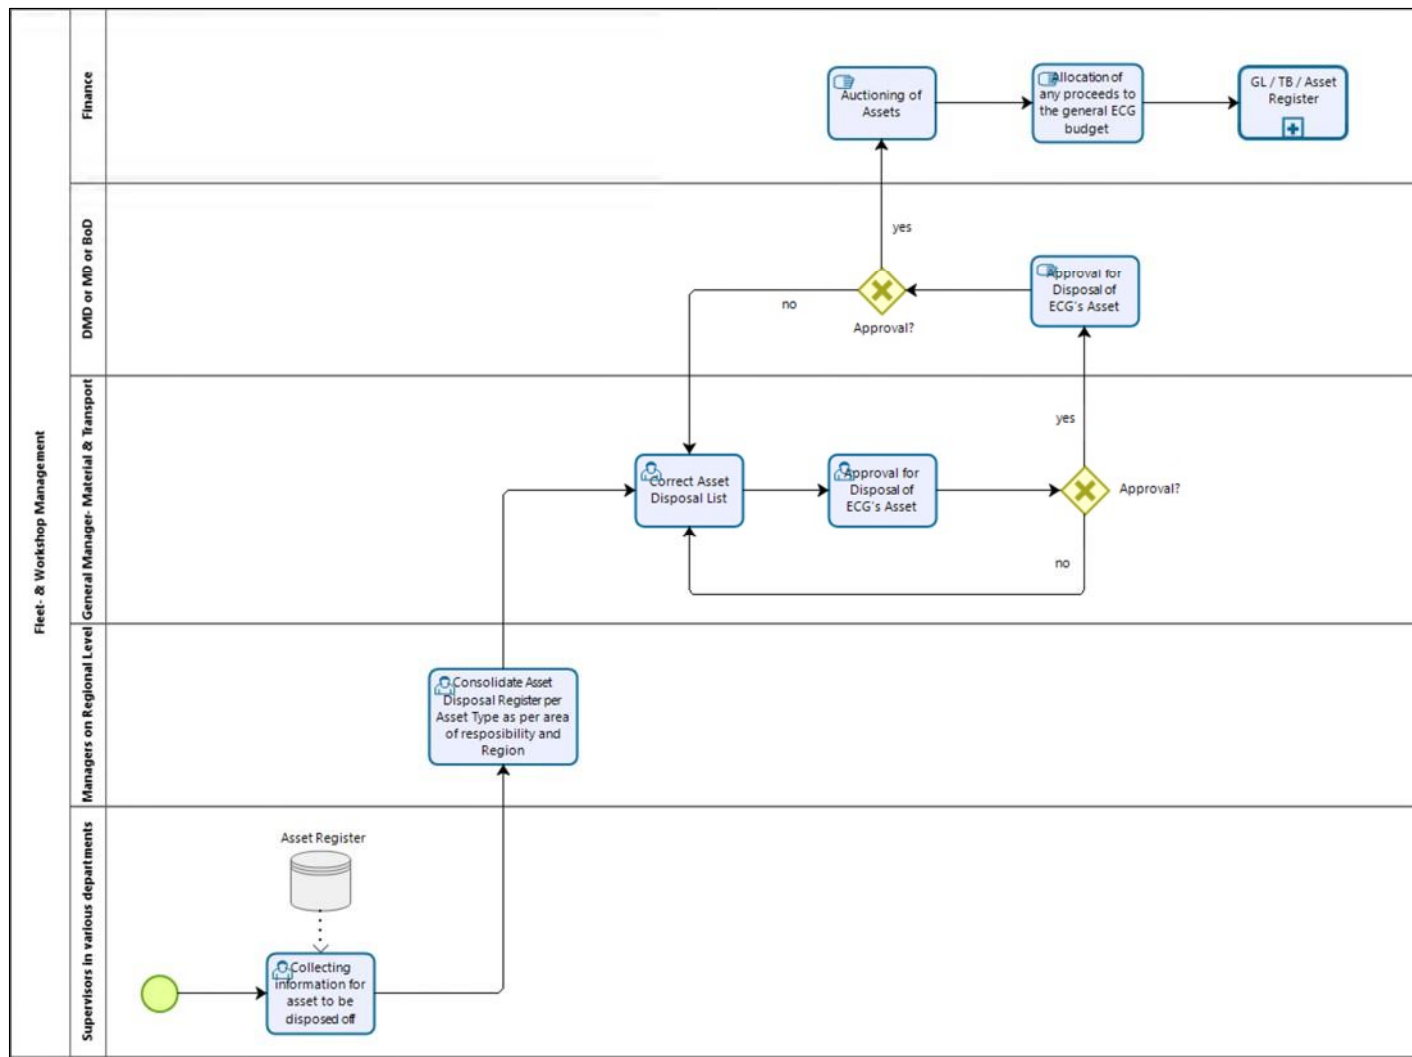 Fleet- & Workshop Management
Finance
Auctioning of
Assets
Allocation of
any proceeds to
the general ECG
budget
GL / TB / Asset
Register
DMD or MD or BoD
yes
no
Approval?
Approval for
Disposal of
ECG's Asset
General Manager- Material & Transport
yes
Correct Asset
Disposal List
Approval for
Disposal of
ECG's Asset
Approval?
no
Managers on Regional Level
Consolidate Asset
Disposal Register per
Asset Type as per area
of resposibility and
Region
Supervisors in various departments
Asset Register
Collecting
information for
asset to be
disposed off